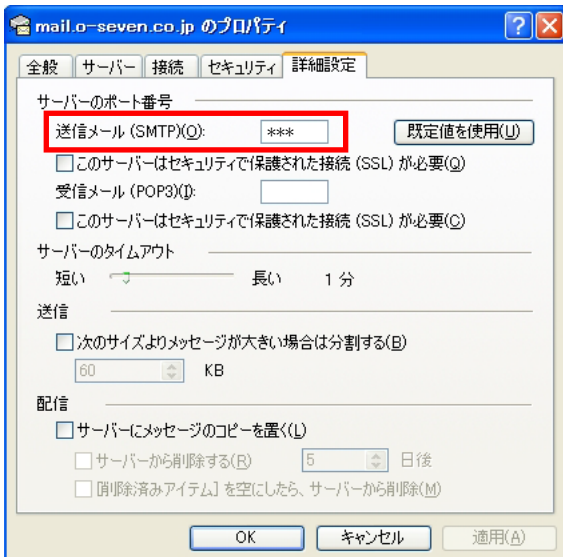 mail.o-seven.co.jp のプロパティ
全般 サーバー 接続 セキュリティ 詳細設定
サーバーのポート番号
送信メール (SMTP)(O): *** 既定値を使用(U)
このサーバーはセキュリティで保護された接続 (SSL) が必要(Q)
受信メール (POP3)(I):
このサーバーはセキュリティで保護された接続 (SSL) が必要(C)
サーバーのタイムアウト
短い 長い 1 分
送信
次のサイズよりメッセージが大きい場合は分割する(B)
60 KB
配信
サーバーにメッセージのコピーを置く(L)
サーバーから削除する(R) 5 日後
[削除済みアイテム] を空にしたら、サーバーから削除(M)
OK キャンセル 適用(A)